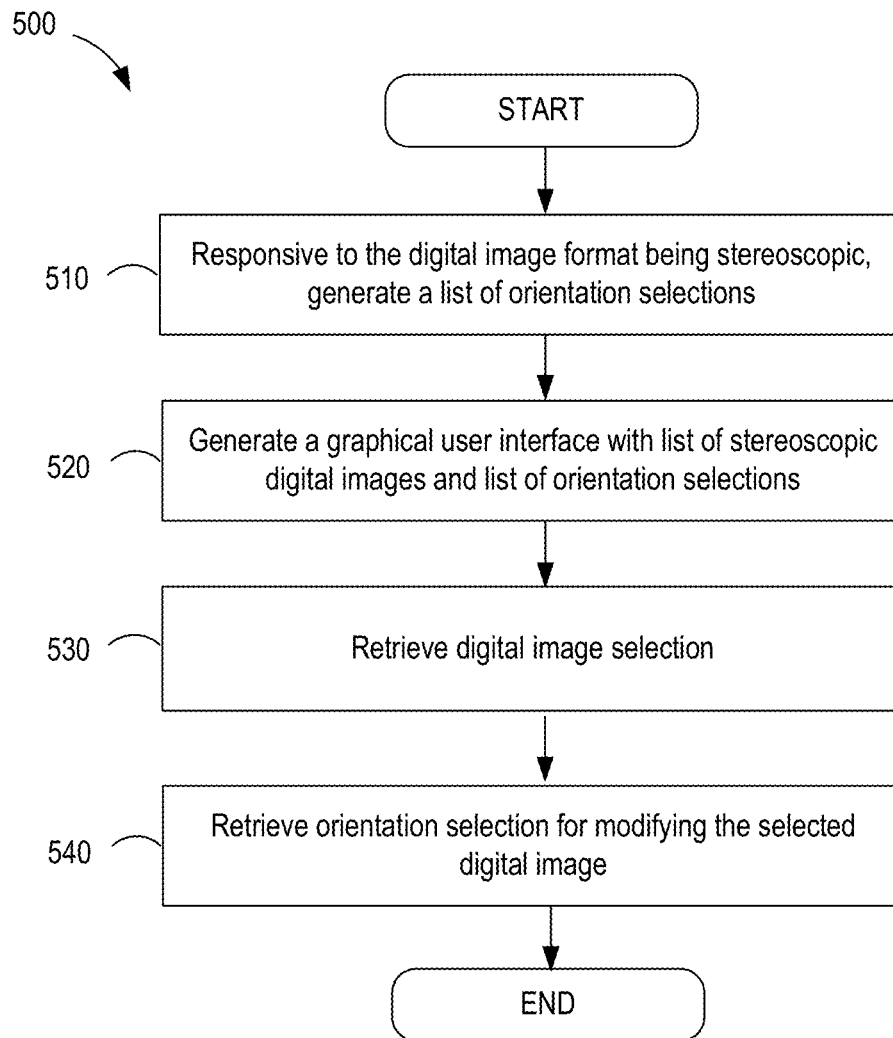 500
START
510
Responsive to the digital image format being stereoscopic,
generate a list of orientation selections
520
Generate a graphical user interface with list of stereoscopic
digital images and list of orientation selections
530
Retrieve digital image selection
540
Retrieve orientation selection for modifying the selected
digital image
END